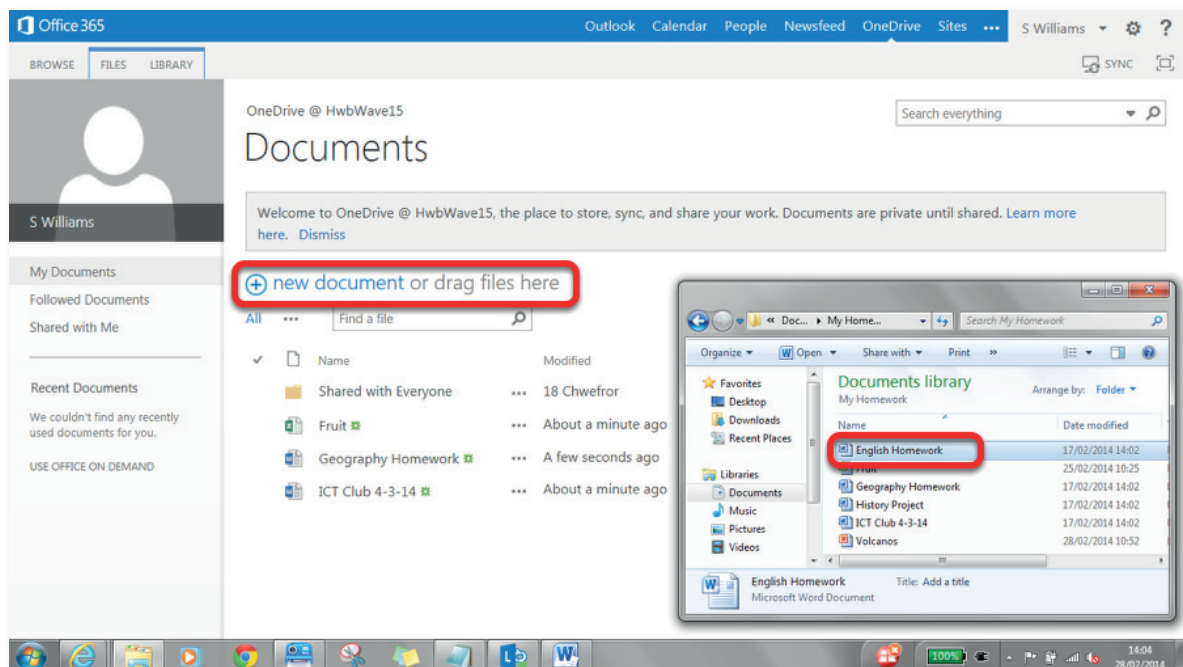 Office 365
Outlook Calendar People Newsfeed OneDrive Sites ••• S Williams ?
BROWSE FILES LIBRARY SYNC
OneDrive @ HwbWave15
Search everything
Documents
S Williams
Welcome to OneDrive @ HwbWave15, the place to store, sync, and share your work. Documents are private until shared. Learn more
here. Dismiss
My Documents
Followed Documents
Shared with Me
Recent Documents
We couldn't find any recently
used documents for you.
USE OFFICE ON DEMAND
new document or drag files here
All ••• Find a file
Name Modified
Shared with Everyone ••• 18 Chwefror
Fruit ••• About a minute ago
Geography Homework ••• A few seconds ago
ICT Club 4-3-14 ••• About a minute ago
« Doc... My Home... Search My Homework
Organize Open Share with Print »
Favorites
Desktop
Downloads
Recent Places
Libraries
Documents
Music
Pictures
Videos
Documents library
My Homework
Arrange by: Folder
Name Date modified
English Homework 17/02/2014 14:02
Fruit 25/02/2014 10:25
Geography Homework 17/02/2014 14:02
History Project 17/02/2014 14:02
ICT Club 4-3-14 17/02/2014 14:02
Volcanos 28/02/2014 10:52
English Homework Title: Add a title
Microsoft Word Document
100%
14:04
28/02/2014